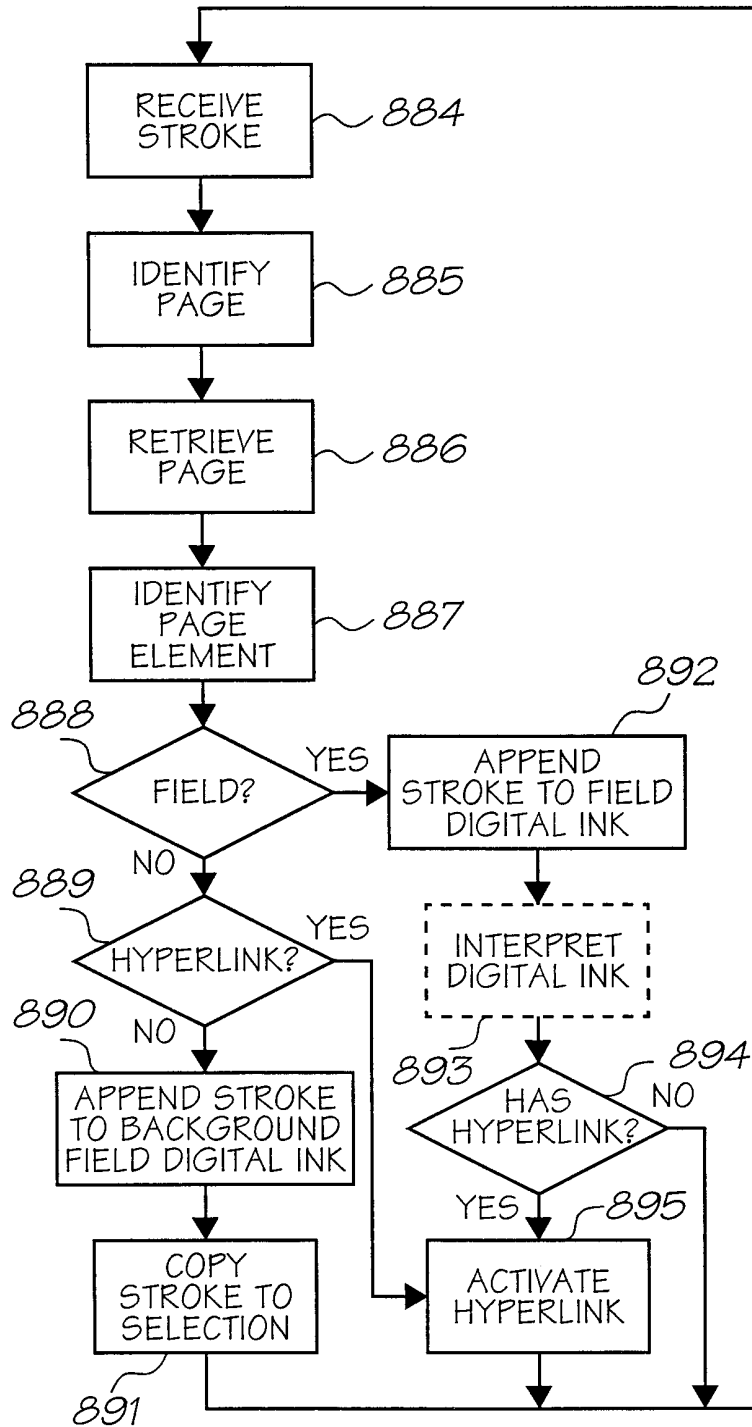 RECEIVE
STROKE
884
IDENTIFY
PAGE
885
RETRIEVE
PAGE
886
IDENTIFY
PAGE
ELEMENT
887
888
FIELD?
YES
NO
892
APPEND
STROKE TO FIELD
DIGITAL INK
889
HYPERLINK?
YES
NO
INTERPRET
DIGITAL INK
893
890
APPEND STROKE
TO BACKGROUND
FIELD DIGITAL INK
894
HAS
HYPERLINK?
NO
YES
895
COPY
STROKE TO
SELECTION
891
ACTIVATE
HYPERLINK